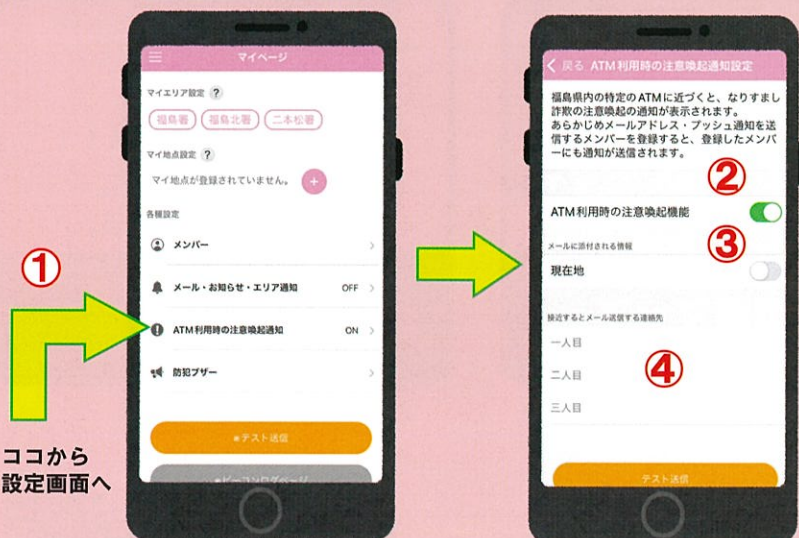 マイページ
マイエリア設定 ?
福島署 福島北署 二本松署
マイ地点設定 ?
マイ地点が登録されていません。 +
各種設定
メンバー
メール・お知らせ・エリア通知 OFF
ATM利用時の注意喚起通知 ON
防犯ブザー
テスト送信
ビーコンログページ
①
ココから
設定画面へ
戻る ATM利用時の注意喚起通知設定
福島県内の特定のATMに近づくと、なりすまし
詐欺の注意喚起の通知が表示されます。
あらかじめメールアドレス・プッシュ通知を送
信するメンバーを登録すると、登録したメンバ
ーにも通知が送信されます。
②
ATM利用時の注意喚起機能
③
メールに添付される情報
現在地
接近するとメール送信する連絡先
一人目
④
二人目
三人目
テスト送信